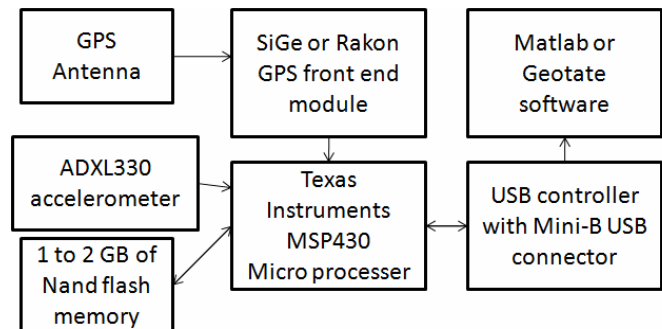 GPS
Antenna
SiGe or Rakon
GPS front end
module
Matlab or
Geotate
software
ADXL330
accelerometer
Texas
Instruments
MSP430
Micro processer
USB controller
with Mini-B USB
connector
1 to 2 GB of
Nand flash
memory